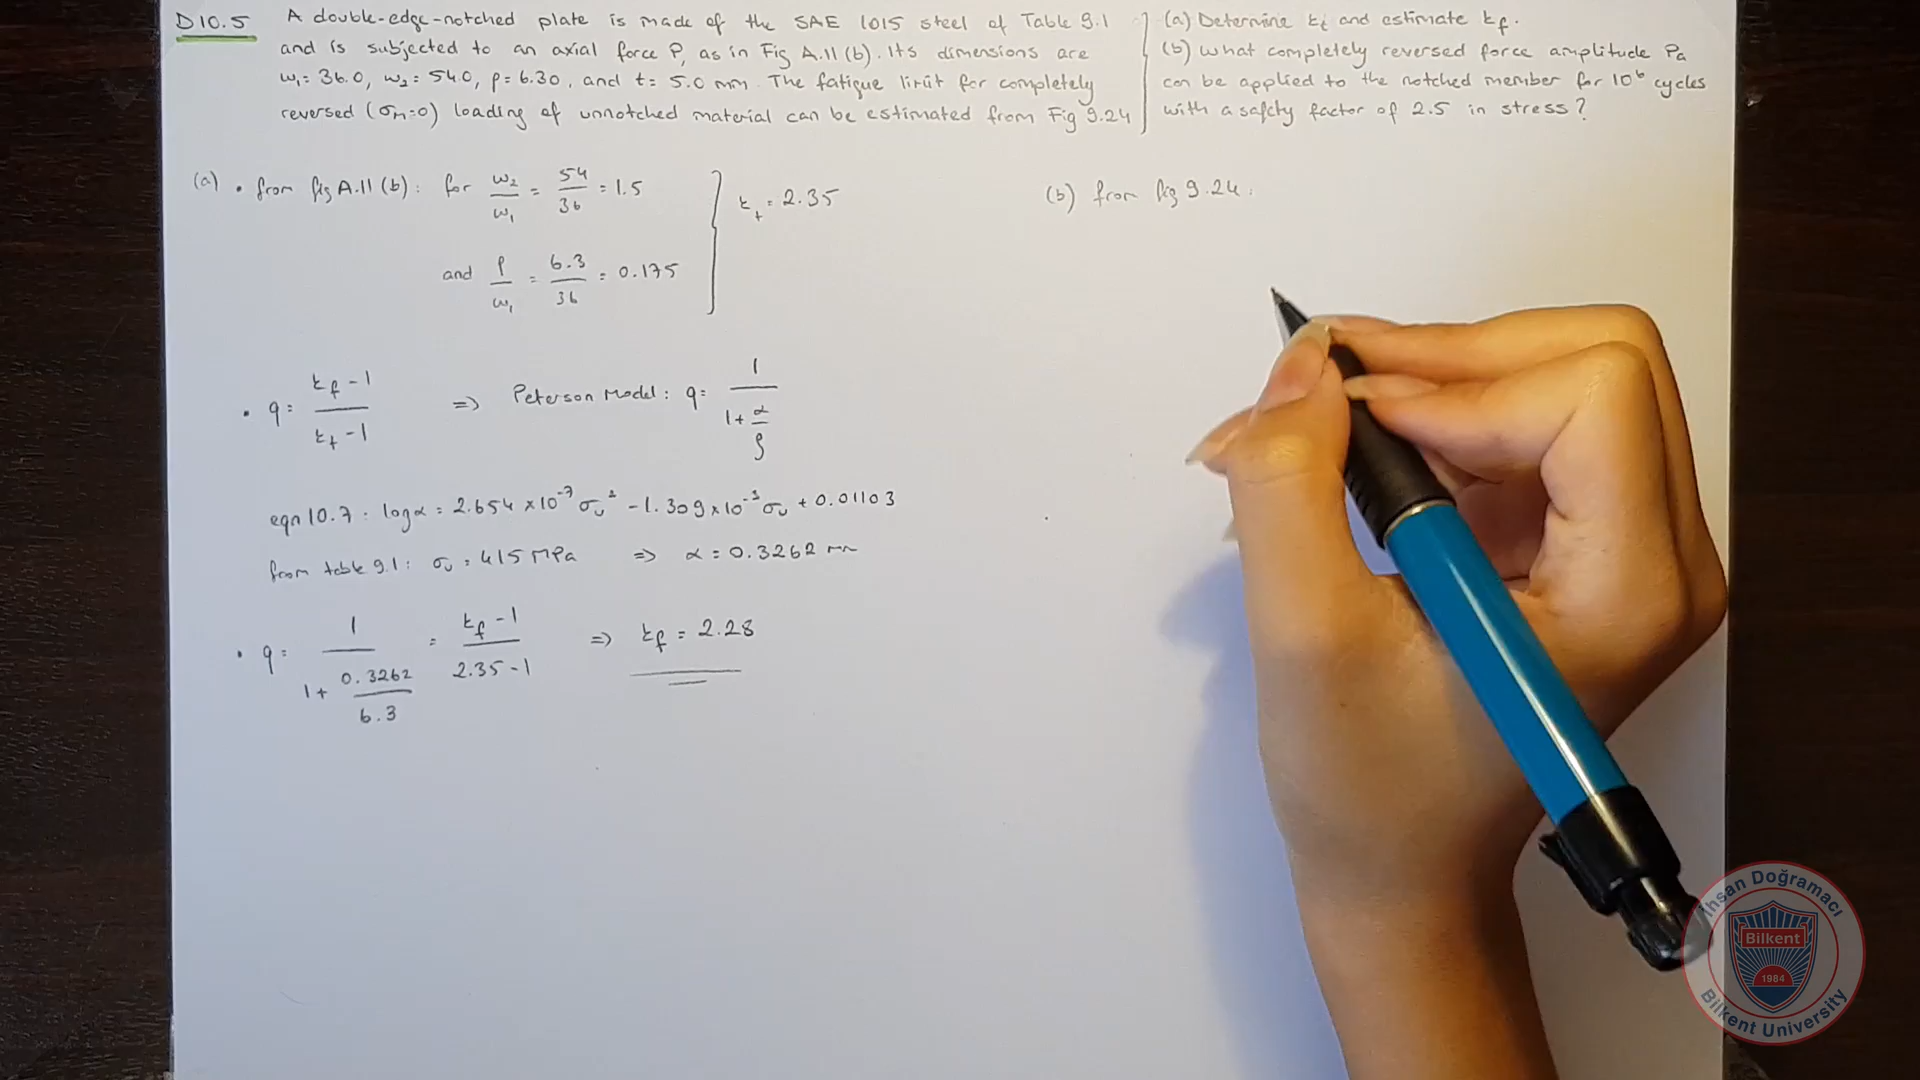 D10.5 A double-edge-notched plate is made of the SAE 1015 steel of Table 9.1
and is subjected to an axial force P, as in Fig A.11(b). Its dimensions are
w₁= 36.0, w₂= 54.0, ρ= 6.30, and t= 5.0 mm. The fatigue limit for completely
reversed (σm=0) loading of unnotched material can be estimated from Fig 9.24
(a) Determine kt and estimate kf.
(b) What completely reversed force amplitude Pa
can be applied to the notched member for 10⁶ cycles
with a safety factor of 2.5 in stress?
(a) • from fig A.11 (b): for w₂/w₁ = 54/36 = 1.5
and ρ/w₁ = 6.3/36 = 0.175
kt = 2.35
• q = (kf - 1)/(kt - 1) => Peterson Model: q = 1/(1 + α/ρ)
eqn 10.7: log α = 2.654 x 10⁻⁷ σu² - 1.309 x 10⁻³ σu + 0.01103
from table 9.1: σu = 415 MPa => α = 0.3262 mm
• q = 1/(1 + 0.3262/6.3) = (kf - 1)/(2.35 - 1) => kf = 2.28
(b) from fig 9.24:
İhsan Doğramacı
Bilkent
1984
Bilkent University